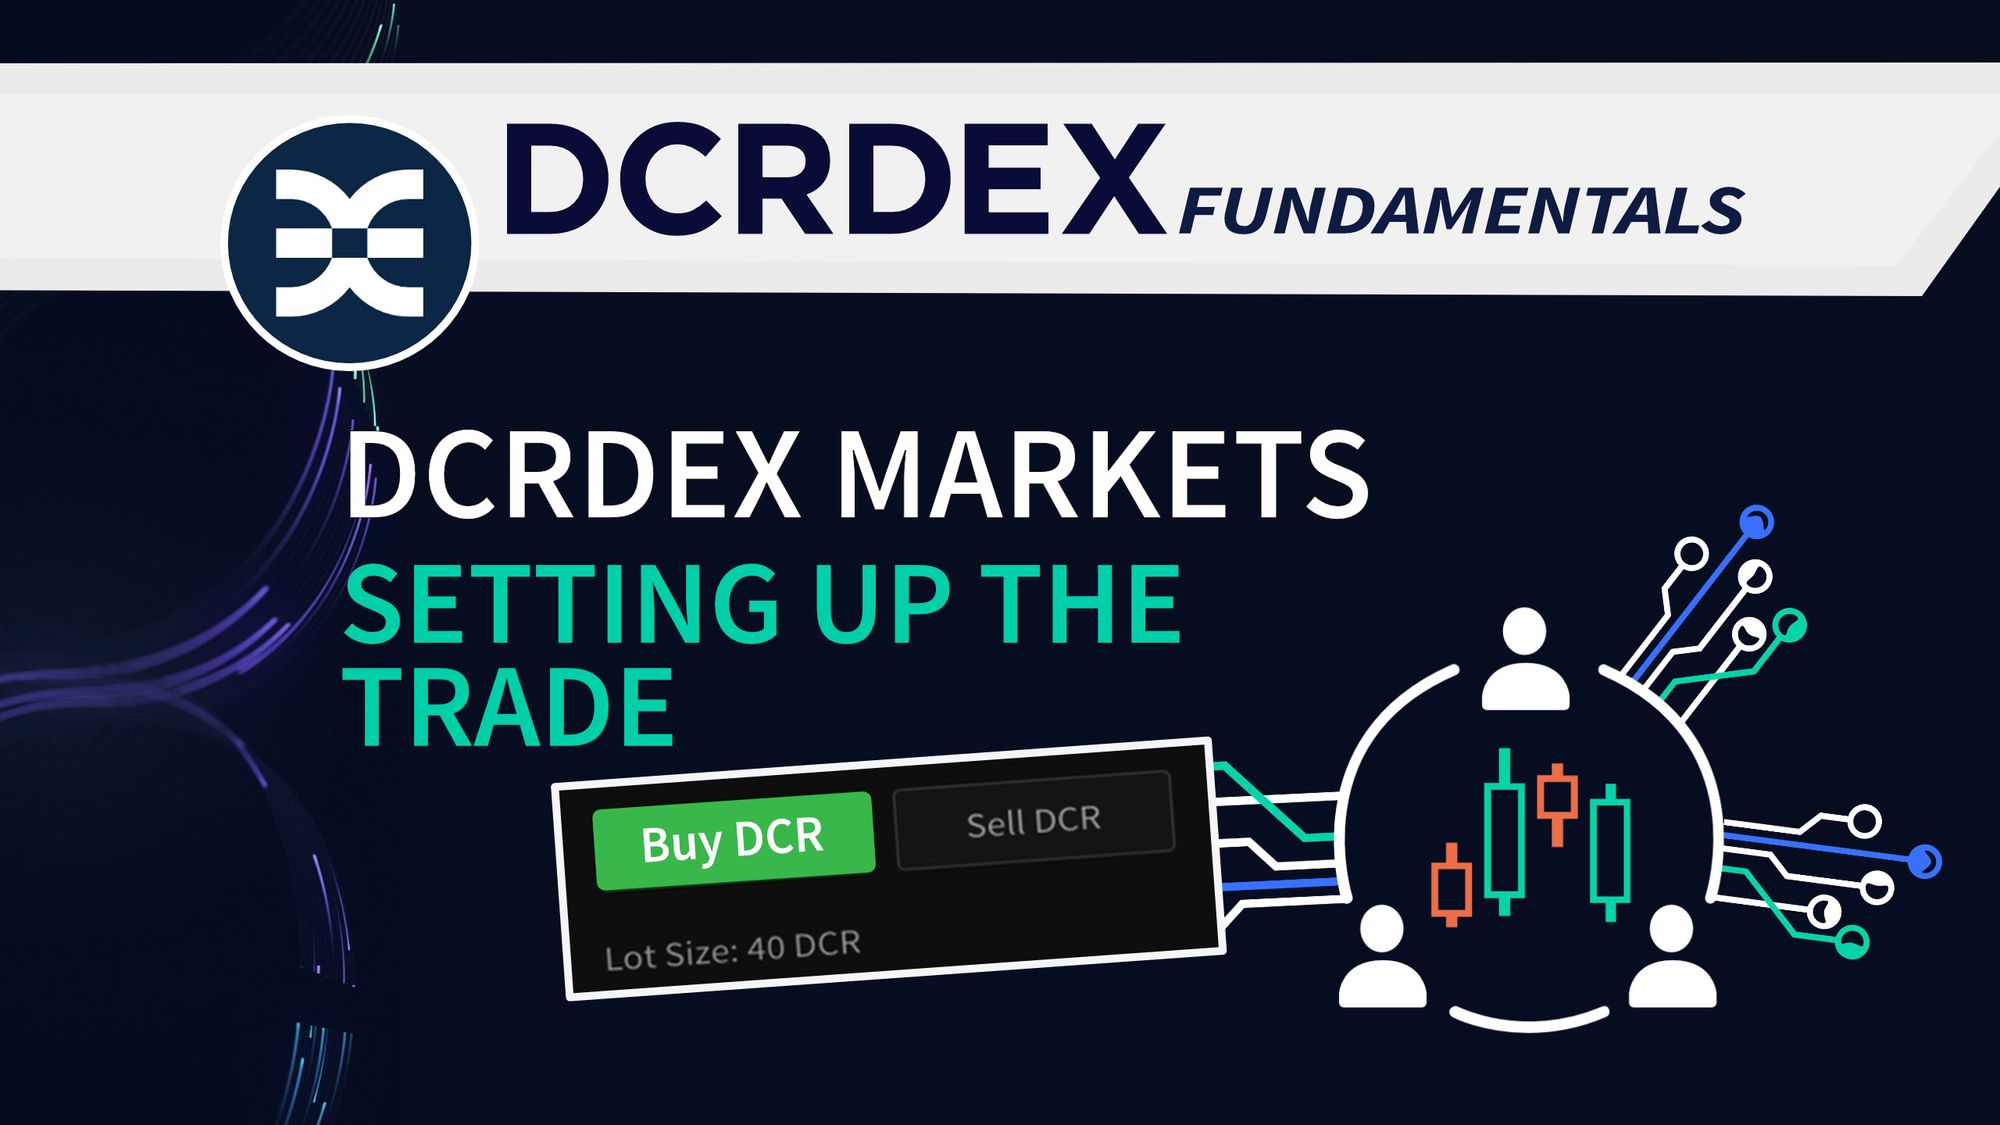 DCRDEX FUNDAMENTALS
DCRDEX MARKETS
SETTING UP THE
TRADE
Buy DCR
Sell DCR
Lot Size: 40 DCR